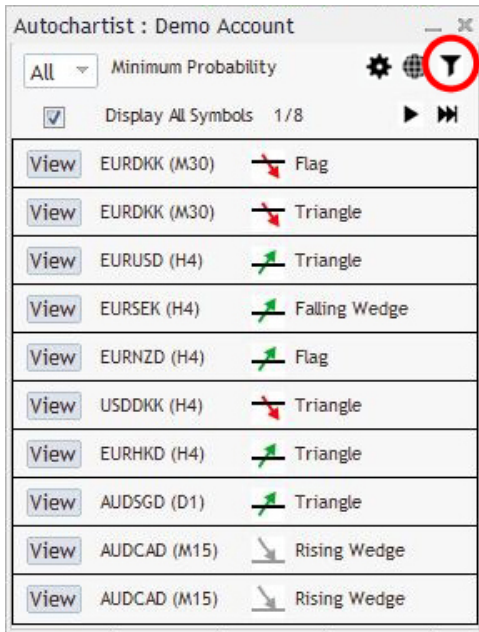 Autochartist : Demo Account
All Minimum Probability
Display All Symbols 1/8
View EURDKK (M30) Flag
View EURDKK (M30) Triangle
View EURUSD (H4) Triangle
View EURSEK (H4) Falling Wedge
View EURNZD (H4) Flag
View USDDKK (H4) Triangle
View EURHKD (H4) Triangle
View AUDSGD (D1) Triangle
View AUDCAD (M15) Rising Wedge
View AUDCAD (M15) Rising Wedge